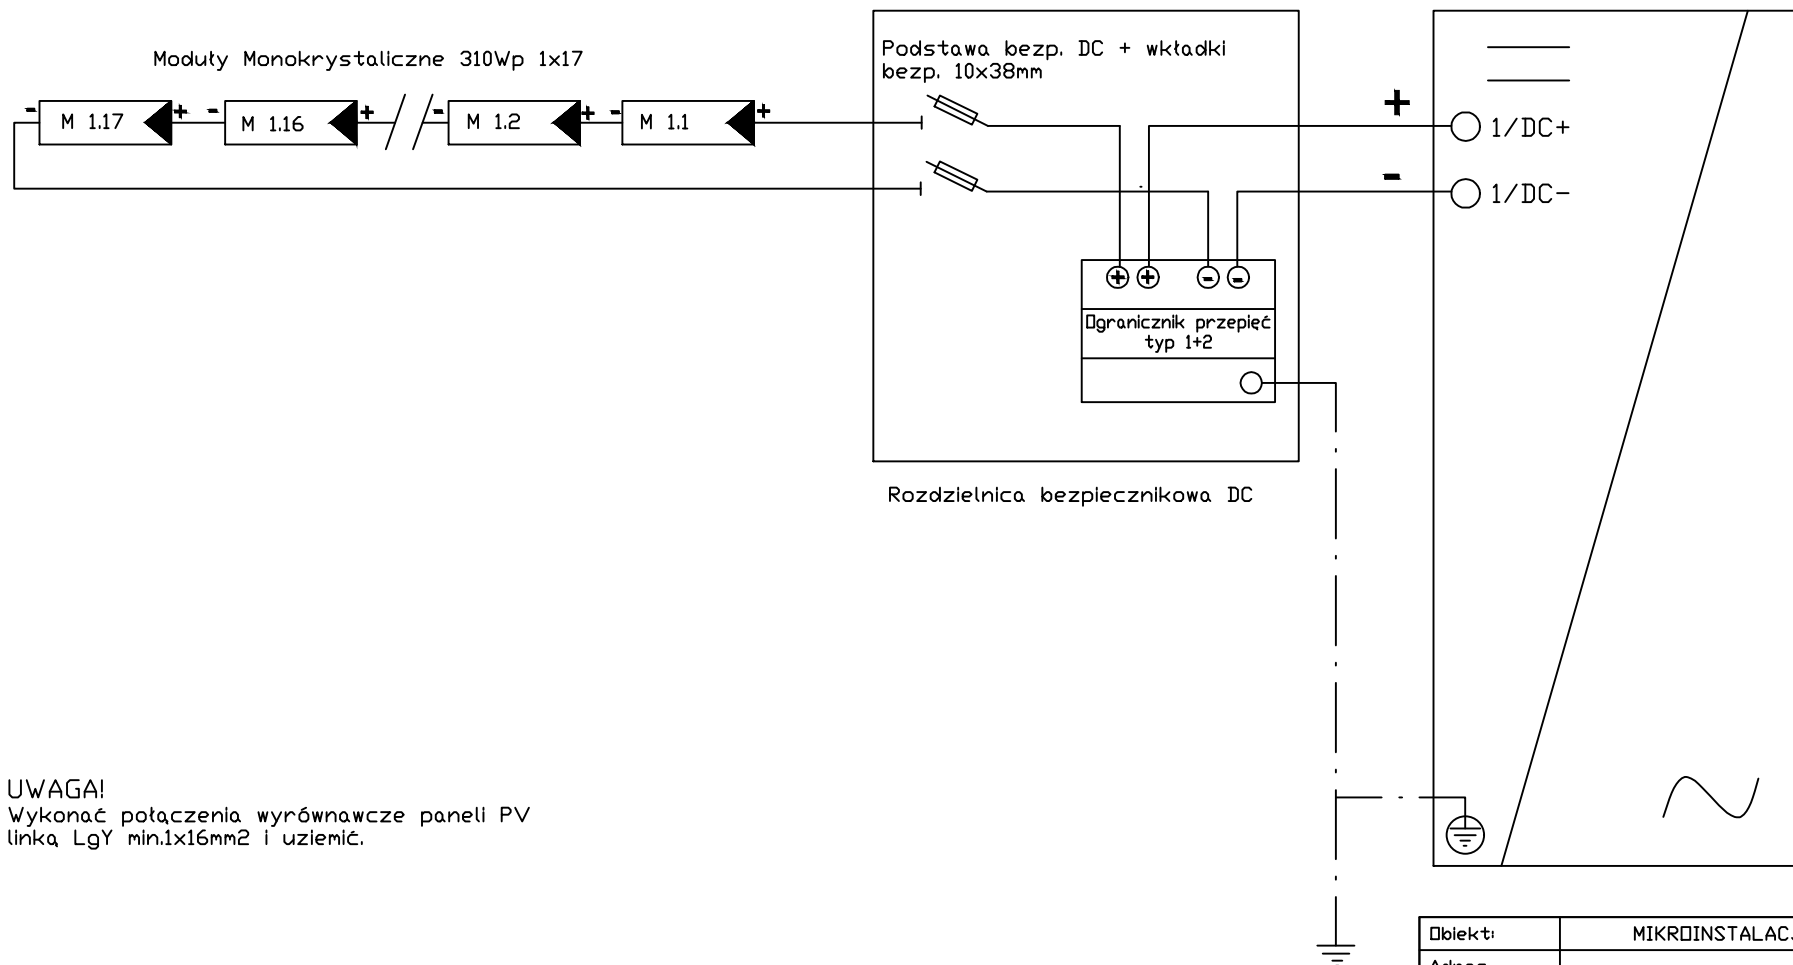 Moduły Monokrystaliczne 310Wp 1x17
Podstawa bezp. DC + wkładki
bezp. 10x38mm
- M 1.17 + - M 1.16 + - M 1.2 + - M 1.1 +
+ 1/DC+
- 1/DC-
+ + - -
Ogranicznik przepięć
typ 1+2
Rozdzielnica bezpiecznikowa DC
UWAGA!
Wykonać połączenia wyrównawcze paneli PV
linką LgY min.1x16mm2 i uziemić.
Obiekt: MIKROINSTALAC